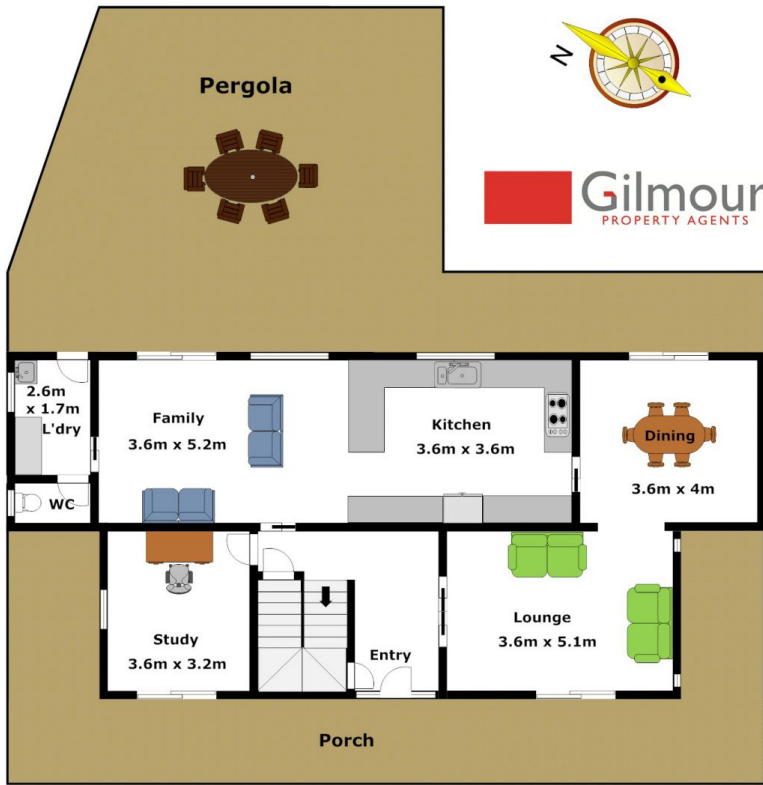 Pergola
N
Gilmour
PROPERTY AGENTS
2.6m
x 1.7m
L'dry
WC
Family
3.6m x 5.2m
Kitchen
3.6m x 3.6m
Dining
3.6m x 4m
Study
3.6m x 3.2m
Entry
Lounge
3.6m x 5.1m
Porch